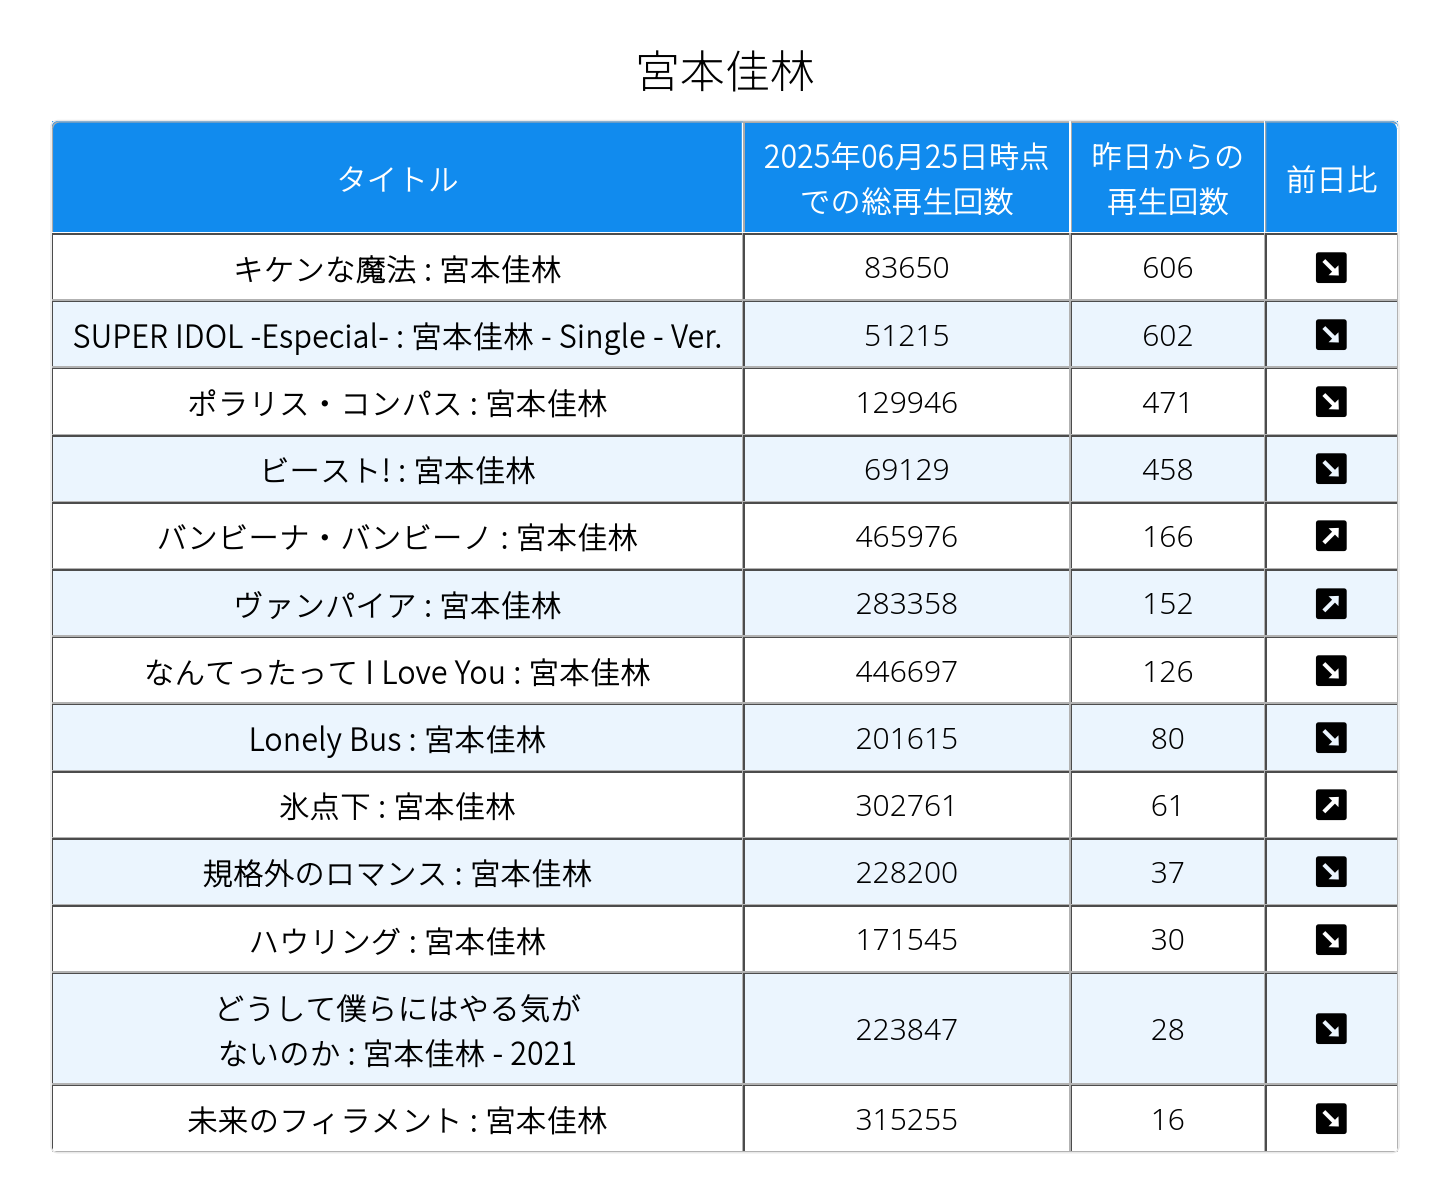 宮本佳林
タイトル
2025年06月25日時点
での総再生回数
昨日からの
再生回数
前日比
キケンな魔法 : 宮本佳林
83650
606
↘
SUPER IDOL -Especial- : 宮本佳林 - Single - Ver.
51215
602
↘
ポラリス・コンパス : 宮本佳林
129946
471
↘
ビースト! : 宮本佳林
69129
458
↘
バンビーナ・バンビーノ : 宮本佳林
465976
166
↗
ヴァンパイア : 宮本佳林
283358
152
↗
なんてったって I Love You : 宮本佳林
446697
126
↘
Lonely Bus : 宮本佳林
201615
80
↘
氷点下 : 宮本佳林
302761
61
↗
規格外のロマンス : 宮本佳林
228200
37
↘
ハウリング : 宮本佳林
171545
30
↘
どうして僕らにはやる気が
ないのか : 宮本佳林 - 2021
223847
28
↘
未来のフィラメント : 宮本佳林
315255
16
↘